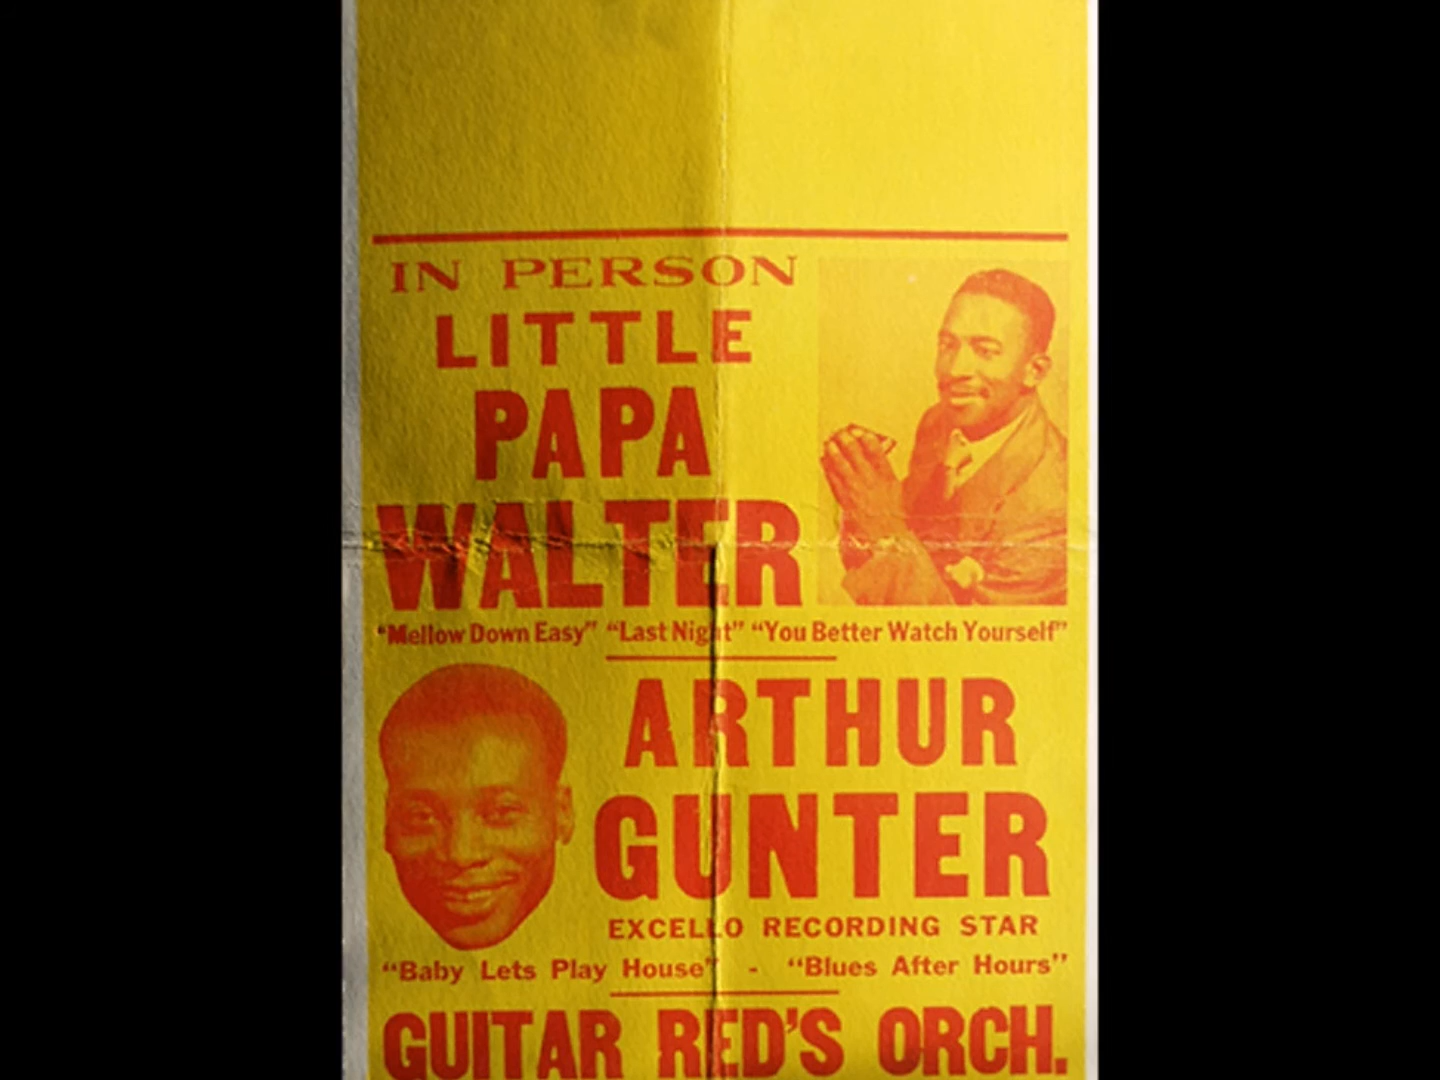 IN PERSON
LITTLE
PAPA
WALTER
"Mellow Down Easy" "Last Night" "You Better Watch Yourself"
ARTHUR
GUNTER
EXCELLO RECORDING STAR
"Baby Lets Play House" - "Blues After Hours"
GUITAR RED'S ORCH.